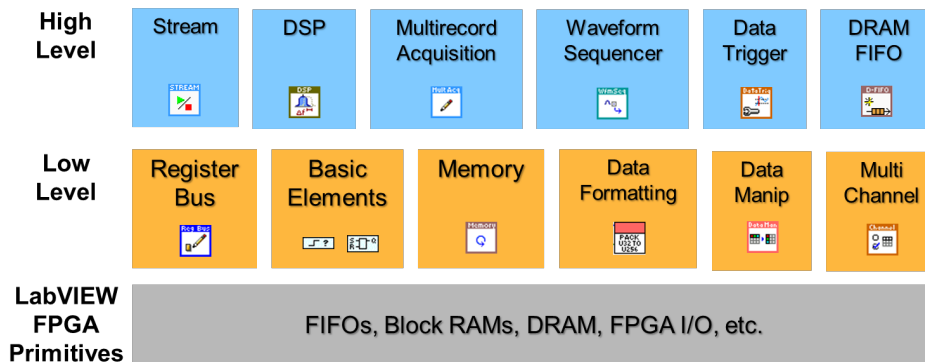 High
Level
Stream
DSP
Multirecord
Acquisition
Waveform
Sequencer
Data
Trigger
DRAM
FIFO
STREAM
DSP
Δf
MultAcq
WfmSeq
DataTrig
D-FIFO
Low
Level
Register
Bus
Basic
Elements
Memory
Data
Formatting
Data
Manip
Multi
Channel
Reg Bus
?
S
R
Q
Memory
PACK
U32 TO
U256
DataMan
Channel
LabVIEW
FPGA
Primitives
FIFOs, Block RAMs, DRAM, FPGA I/O, etc.